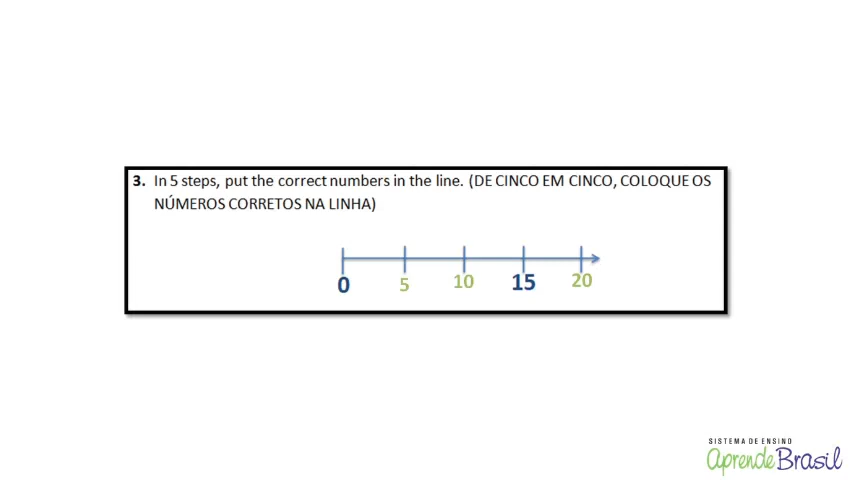 3. In 5 steps, put the correct numbers in the line. (DE CINCO EM CINCO, COLOQUE OS
NÚMEROS CORRETOS NA LINHA)
0 5 10 15 20
SISTEMA DE ENSINO
aprende Brasil